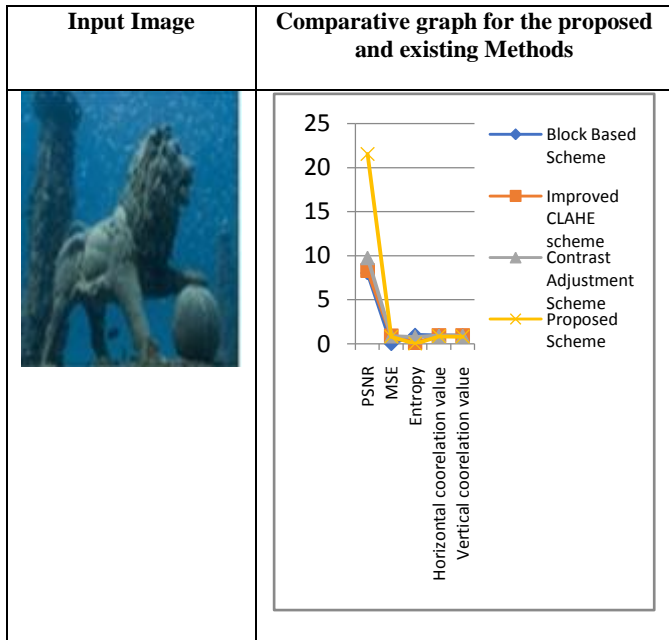 Input Image
Comparative graph for the proposed
and existing Methods
25
20
15
10
5
0
PSNR
MSE
Entropy
Horizontal coorelation value
Vertical coorelation value
Block Based
Scheme
Improved
CLAHE
scheme
Contrast
Adjustment
Scheme
Proposed
Scheme